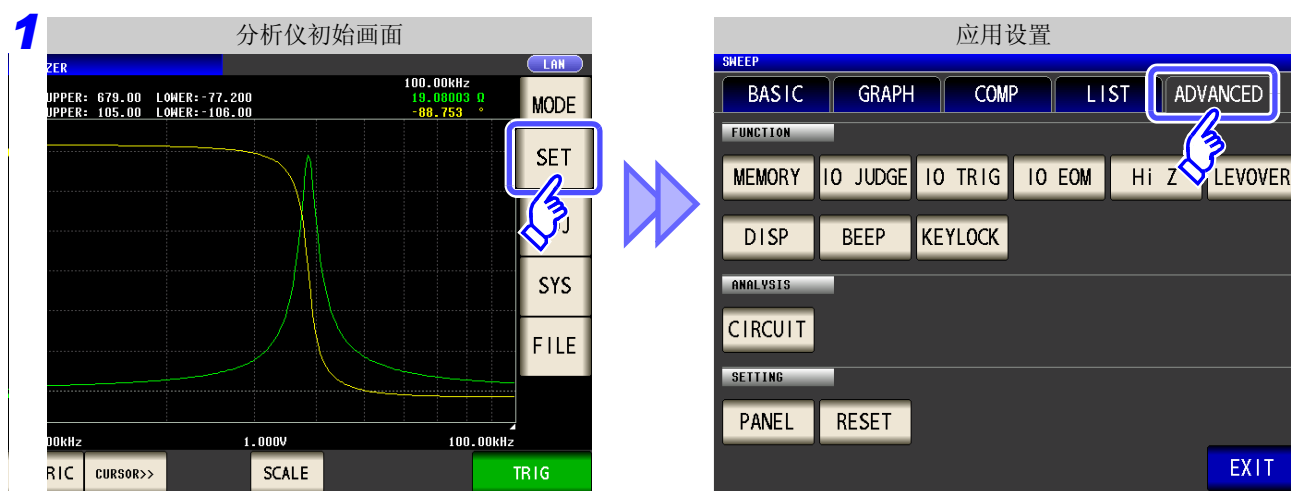 1
分析仪初始画面
ZER
LAN
UPPER: 679.00 LOWER:-77.200
UPPER: 105.00 LOWER:-106.00
100.00kHz
19.08003 Ω
-88.753 °
MODE
SET
SYS
FILE
00kHz
1.000V
100.00kHz
RIC
CURSOR>>
SCALE
TRIG
应用设置
SWEEP
BASIC GRAPH COMP LIST ADVANCED
FUNCTION
MEMORY IO JUDGE IO TRIG IO EOM Hi Z LEVOVER
DISP BEEP KEYLOCK
ANALYSIS
CIRCUIT
SETTING
PANEL RESET
EXIT